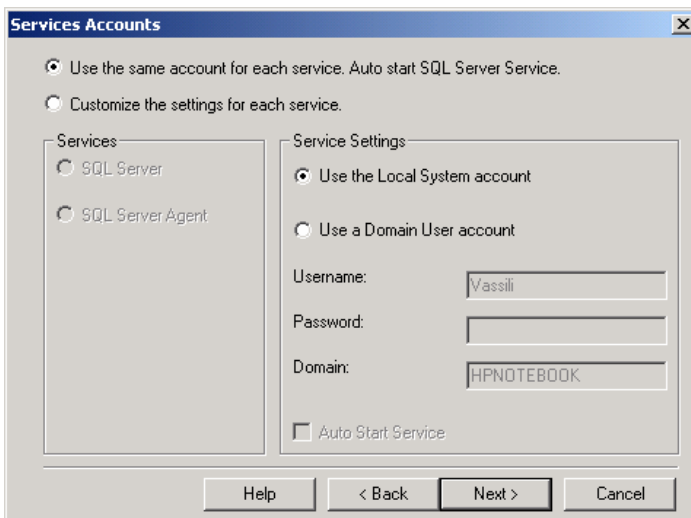 Services Accounts
Use the same account for each service. Auto start SQL Server Service.
Customize the settings for each service.
Services
SQL Server
SQL Server Agent
Service Settings
Use the Local System account
Use a Domain User account
Username:
Vassili
Password:
Domain:
HPNOTEBOOK
Auto Start Service
Help
< Back
Next >
Cancel